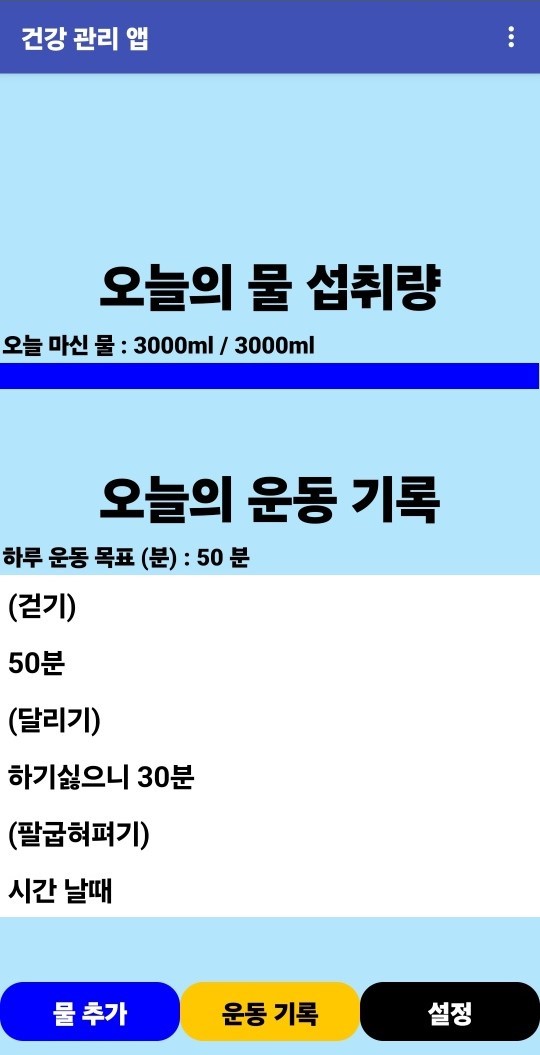 건강 관리 앱
오늘의 물 섭취량
오늘 마신 물 : 3000ml / 3000ml
오늘의 운동 기록
하루 운동 목표 (분) : 50 분
(걷기)
50분
(달리기)
하기싫으니 30분
(팔굽혀펴기)
시간 날때
물 추가
운동 기록
설정